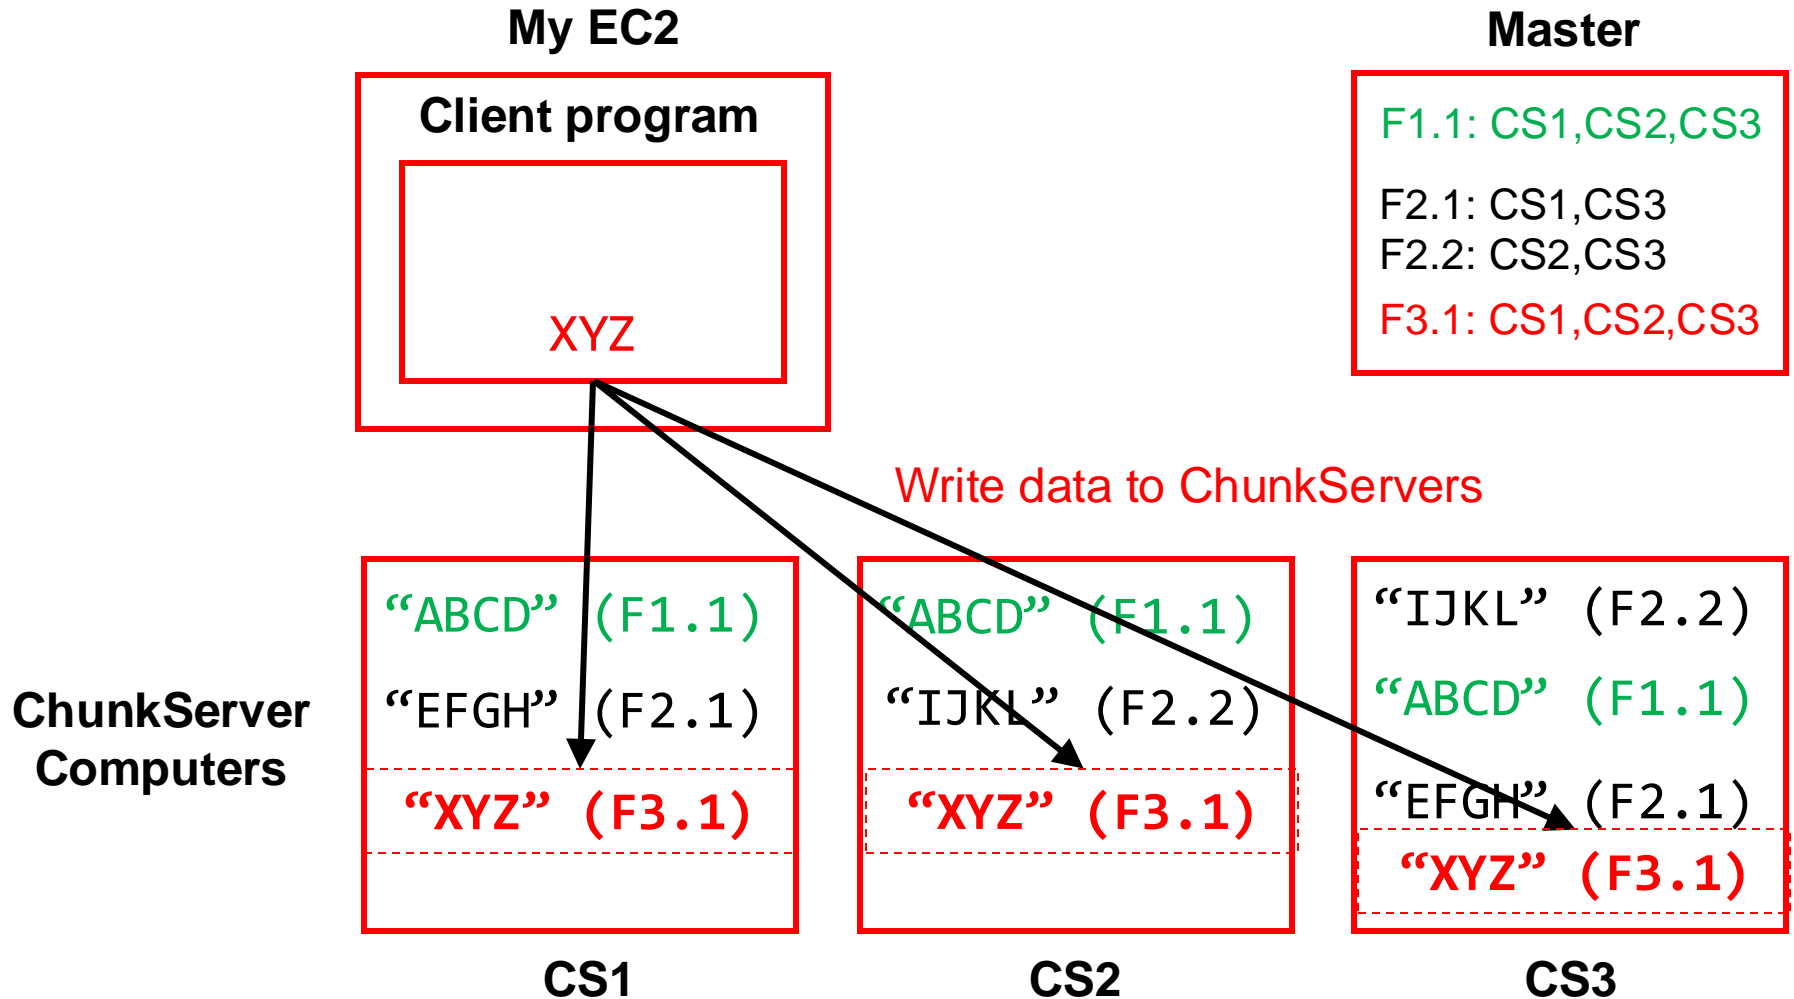 My EC2
Master
Client program
XYZ
F1.1: CS1,CS2,CS3
F2.1: CS1,CS3
F2.2: CS2,CS3
F3.1: CS1,CS2,CS3
Write data to ChunkServers
ChunkServer
Computers
“ABCD” (F1.1)
“EFGH” (F2.1)
“XYZ” (F3.1)
CS1
“ABCD” (F1.1)
“IJKL” (F2.2)
“XYZ” (F3.1)
CS2
“IJKL” (F2.2)
“ABCD” (F1.1)
“EFGH” (F2.1)
“XYZ” (F3.1)
CS3